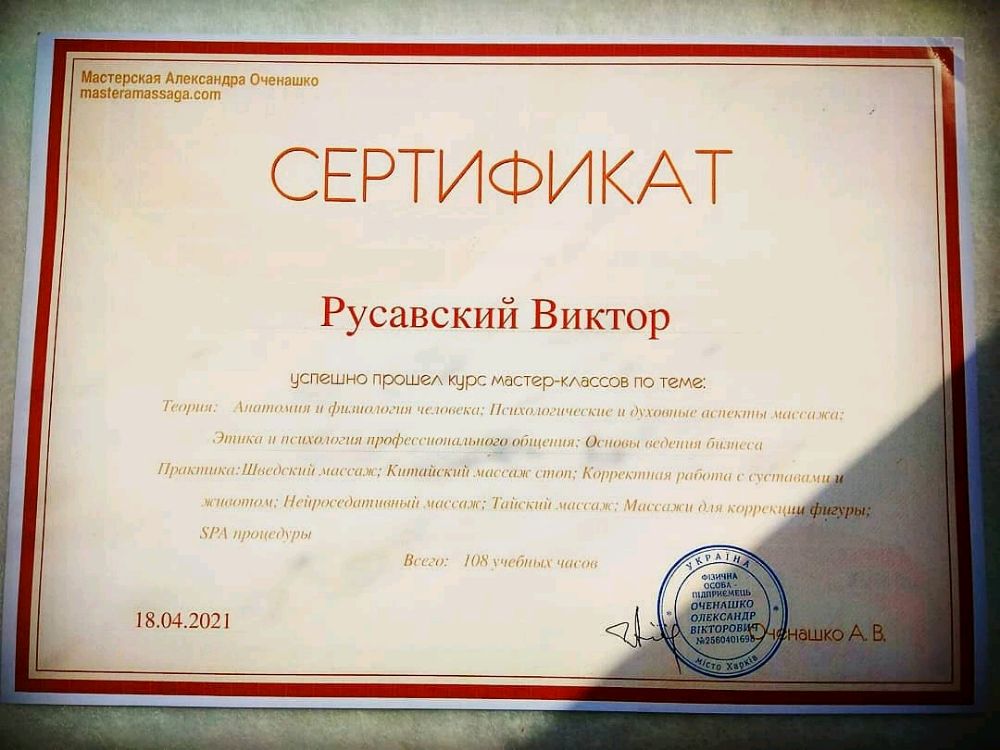 Мастерская Александра Оченашко
masteramassaga.com
СЕРТИФИКАТ
Русавский Виктор
успешно прошел курс мастер-классов по теме:
Теория: Анатомия и физиология человека; Психологические и духовные аспекты массажа;
Этика и психология профессионального общения; Основы ведения бизнеса
Практика:Шведский массаж; Китайский массаж стоп; Корректная работа с суставами и
животом; Нейроседативный массаж; Тайский массаж; Массажи для коррекции фигуры;
SPA процедуры
Всего: 108 учебных часов
18.04.2021
УКРАЇНА
ФІЗИЧНА
ОСОБА -
ПІДПРИЄМЕЦЬ
ОЧЕНАШКО
ОЛЕКСАНДР
ВІКТОРОВИЧ
місто Харків
Оченашко А. В.